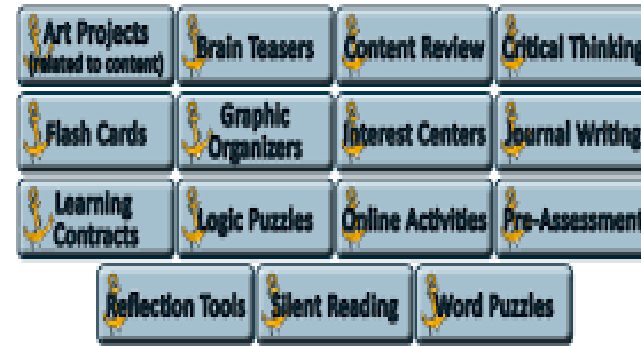 Art Projects
(related to content)
Brain Teasers
Content Review
Critical Thinking
Flash Cards
Graphic
Organizers
Interest Centers
Journal Writing
Learning
Contracts
Logic Puzzles
Online Activities
Pre-Assessment
Reflection Tools
Silent Reading
Word Puzzles